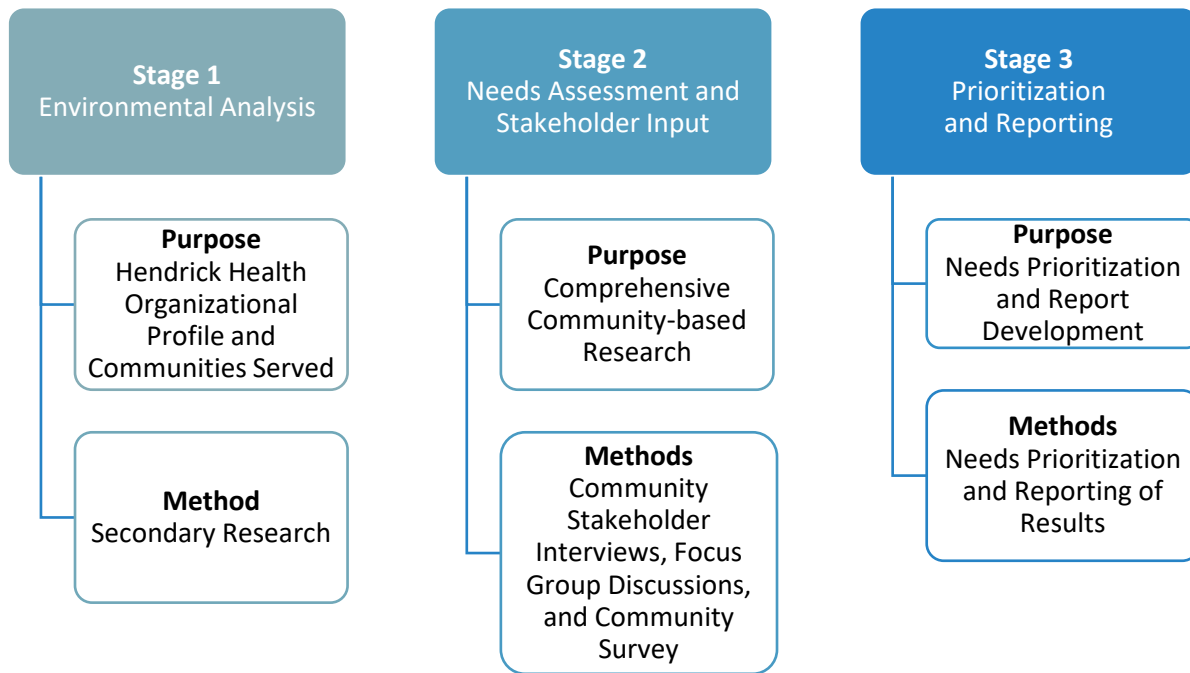 Stage 1
Environmental Analysis
Purpose
Hendrick Health
Organizational
Profile and
Communities Served
Method
Secondary Research
Stage 2
Needs Assessment and
Stakeholder Input
Purpose
Comprehensive
Community-based
Research
Methods
Community
Stakeholder
Interviews, Focus
Group Discussions,
and Community
Survey
Stage 3
Prioritization
and Reporting
Purpose
Needs Prioritization
and Report
Development
Methods
Needs Prioritization
and Reporting of
Results